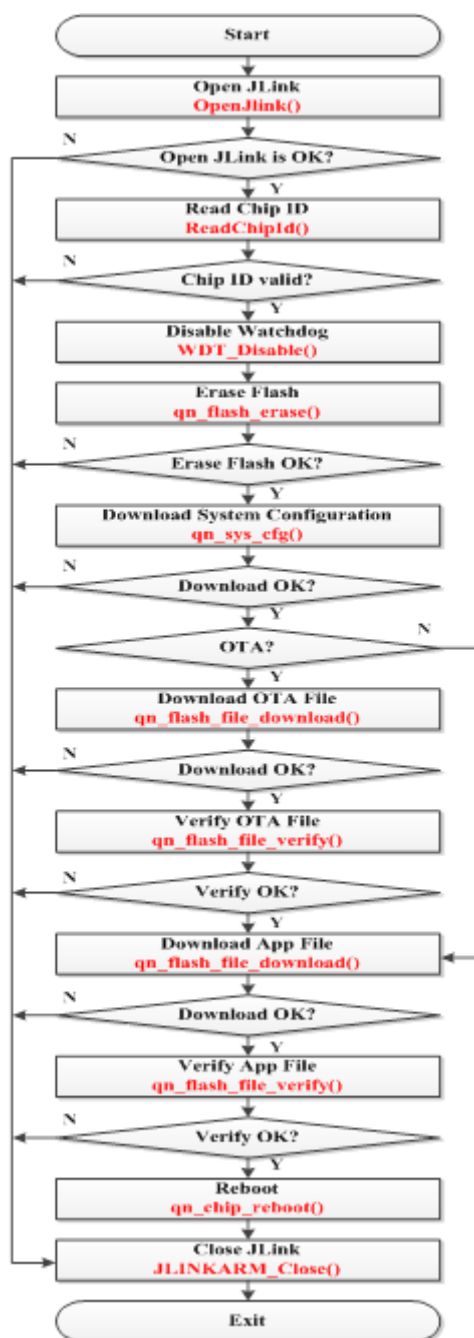 Start
Open JLink
OpenJlink()
N
Open JLink is OK?
Y
Read Chip ID
ReadChipId()
N
Chip ID valid?
Y
Disable Watchdog
WDT_Disable()
Erase Flash
qn_flash_erase()
N
Erase Flash OK?
Y
Download System Configuration
qn_sys_cfg()
N
Download OK?
Y
N
OTA?
Y
Download OTA File
qn_flash_file_download()
N
Download OK?
Y
Verify OTA File
qn_flash_file_verify()
N
Verify OK?
Y
Download App File
qn_flash_file_download()
N
Download OK?
Y
Verify App File
qn_flash_file_verify()
N
Verify OK?
Y
Reboot
qn_chip_reboot()
Close JLink
JLINKARM_Close()
Exit